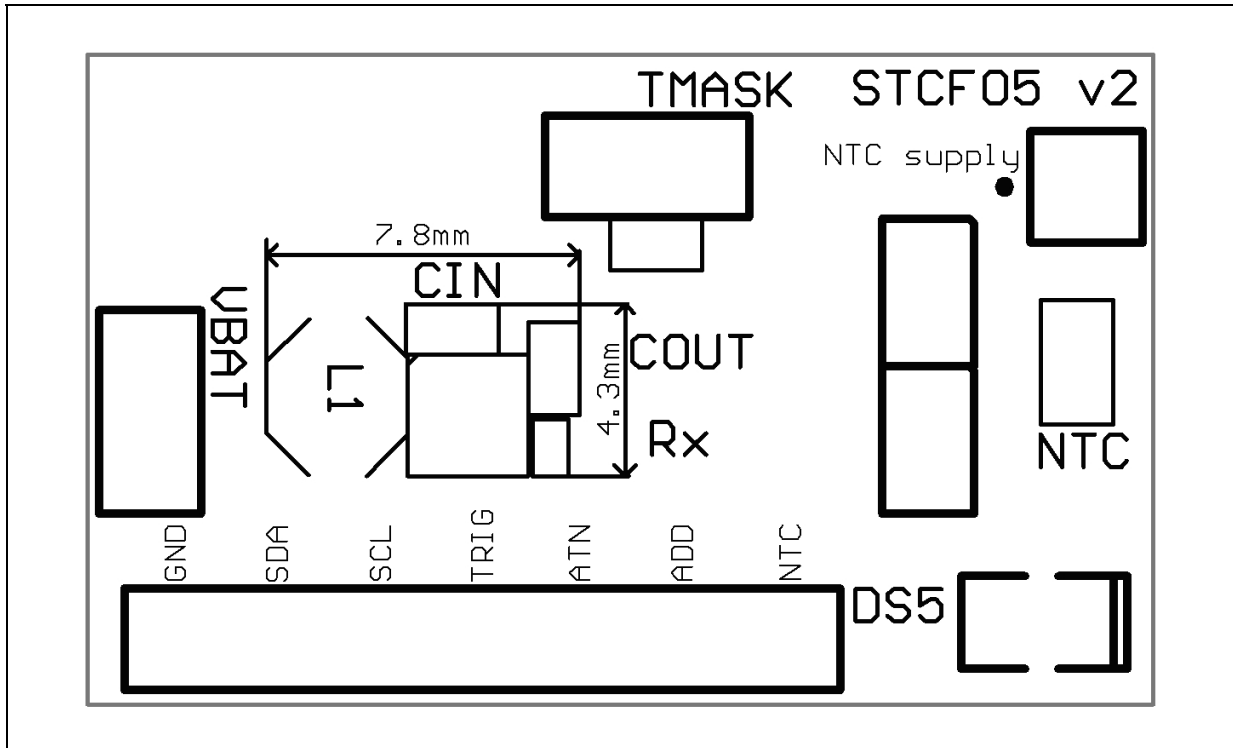 TMASK STCF05 v2
NTC supply
7.8mm
CIN
VBAT
L1
COUT
4.3mm
Rx
NTC
GND SDA SCL TRIG ATN ADD NTC
DS5